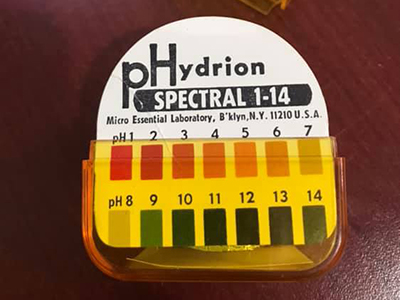 pHydrion
SPECTRAL 1-14
Micro Essential Laboratory, B'klyn, N.Y. 11210 U.S.A.
pH 1 2 3 4 5 6 7
pH 8 9 10 11 12 13 14